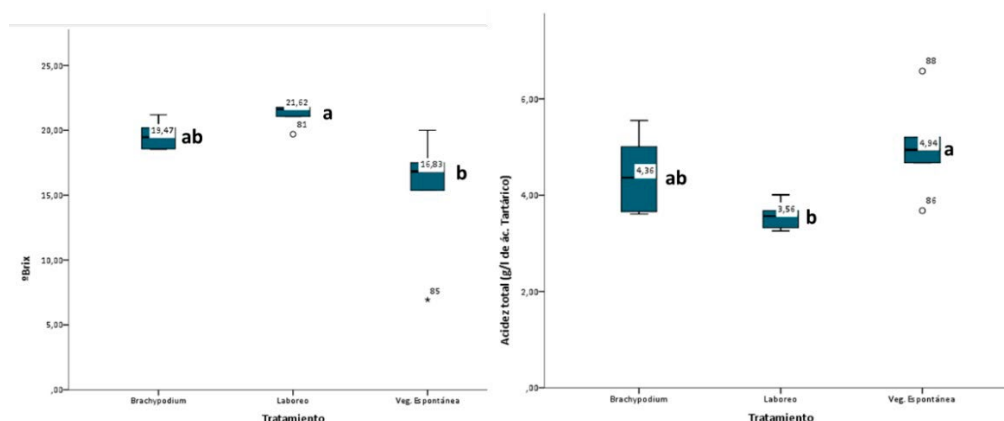 25,00
20,00
15,00
10,00
5,00
,00
ºBrix
19,47
ab
21,62
a
81
16,83
b
85
Brachypodium
Laboreo
Veg. Espontánea
Tratamiento
6,00
4,00
2,00
,00
Acidez total (g/l de ác. Tartárico)
4,36
ab
3,56
b
88
4,94
a
86
Brachypodium
Laboreo
Veg. Espontánea
Tratamiento